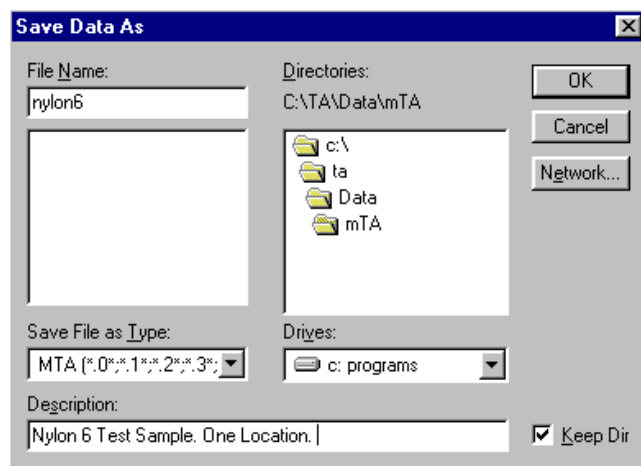 Save Data As
File Name:
nylon6
Directories:
C:\TA\Data\mTA
c:\
ta
Data
mTA
OK
Cancel
Network...
Save File as Type:
MTA (*.0*;*.1*;*.2*;*.3*;
Drives:
c: programs
Description:
Nylon 6 Test Sample. One Location.
Keep Dir